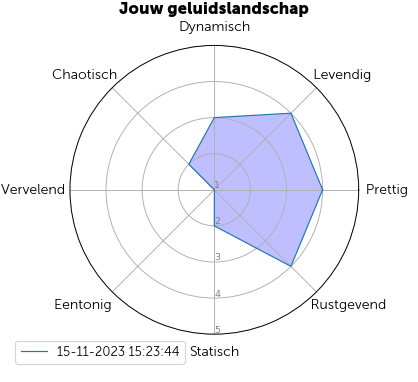 Jouw geluidslandschap
Dynamisch
Chaotisch
Levendig
Vervelend
Prettig
1
2
3
4
5
Eentonig
Rustgevend
Statisch
15-11-2023 15:23:44